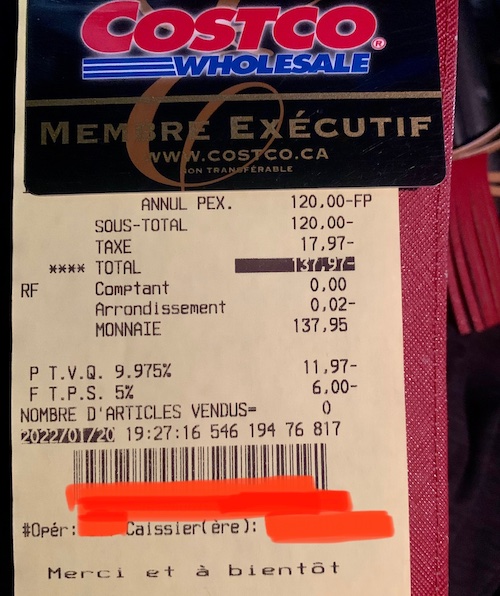 COSTCO
WHOLESALE
MEMBRE EXÉCUTIF
WWW.COSTCO.CA
NON TRANSFÉRABLE
ANNUL PEX. 120,00-FP
SOUS-TOTAL 120,00-
TAXE 17,97-
**** TOTAL 137,97-
RF Comptant 0,00
Arrondissement 0,02-
MONNAIE 137,95
P T.V.Q. 9.975% 11,97-
F T.P.S. 5% 6,00-
NOMBRE D'ARTICLES VENDUS= 0
2022/01/20 19:27:16 546 194 76 817
#Opér: Caissier(ère):
Merci et à bientôt